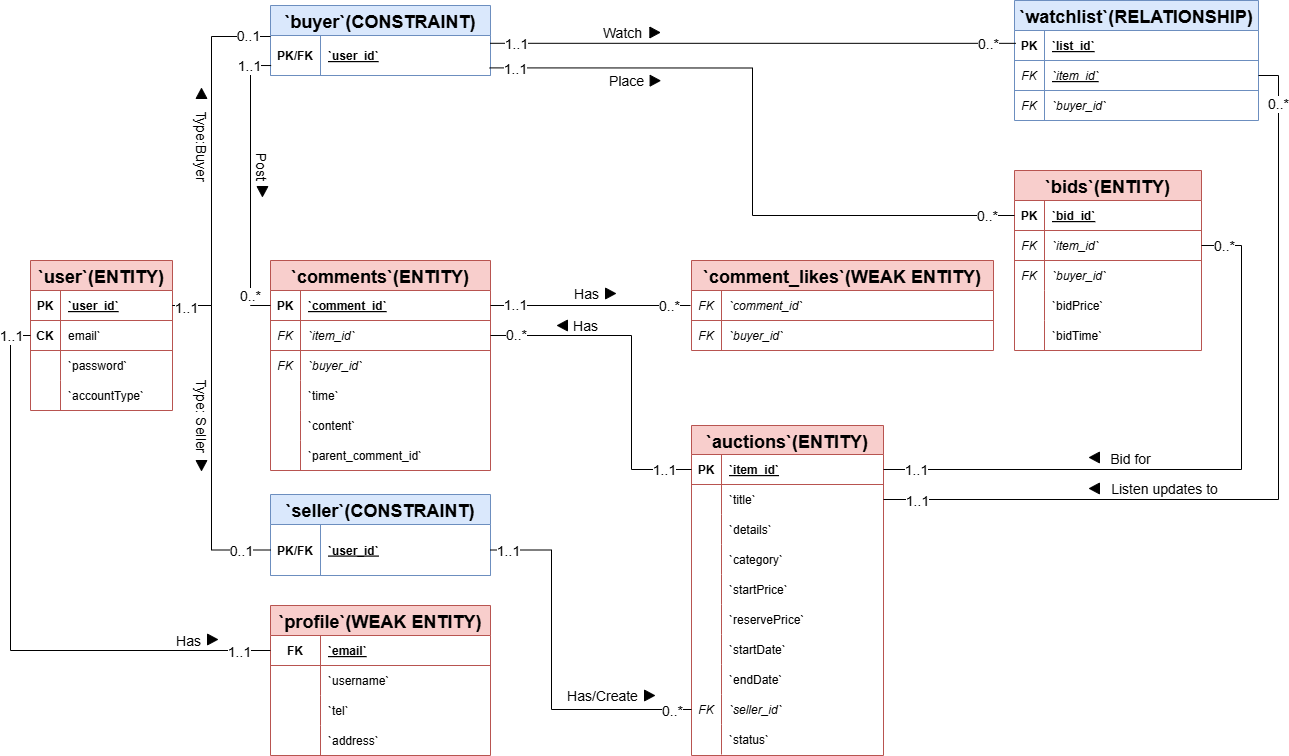 `buyer`(CONSTRAINT)
PK/FK `user_id`
0..1
1..1
1..1
1..1
Watch ▶
Place ▶
0..*
`watchlist`(RELATIONSHIP)
PK `list_id`
FK `item_id`
FK `buyer_id`
0..*
▲ Type:Buyer
Post ▼
`bids`(ENTITY)
PK `bid_id`
FK `item_id`
FK `buyer_id`
`bidPrice`
`bidTime`
0..*
0..*
`user`(ENTITY)
PK `user_id`
CK email`
`password`
`accountType`
1..1
1..1
0..*
`comments`(ENTITY)
PK `comment_id`
FK `item_id`
FK `buyer_id`
`time`
`content`
`parent_comment_id`
1..1
Has ▶
0..*
0..*
◀ Has
`comment_likes`(WEAK ENTITY)
FK `comment_id`
FK `buyer_id`
Type: Seller ▼
`auctions`(ENTITY)
PK `item_id`
`title`
`details`
`category`
`startPrice`
`reservePrice`
`startDate`
`endDate`
FK `seller_id`
`status`
1..1
1..1
◀ Bid for
1..1
◀ Listen updates to
`seller`(CONSTRAINT)
PK/FK `user_id`
0..1
1..1
Has/Create ▶
0..*
Has ▶
1..1
`profile`(WEAK ENTITY)
FK `email`
`username`
`tel`
`address`